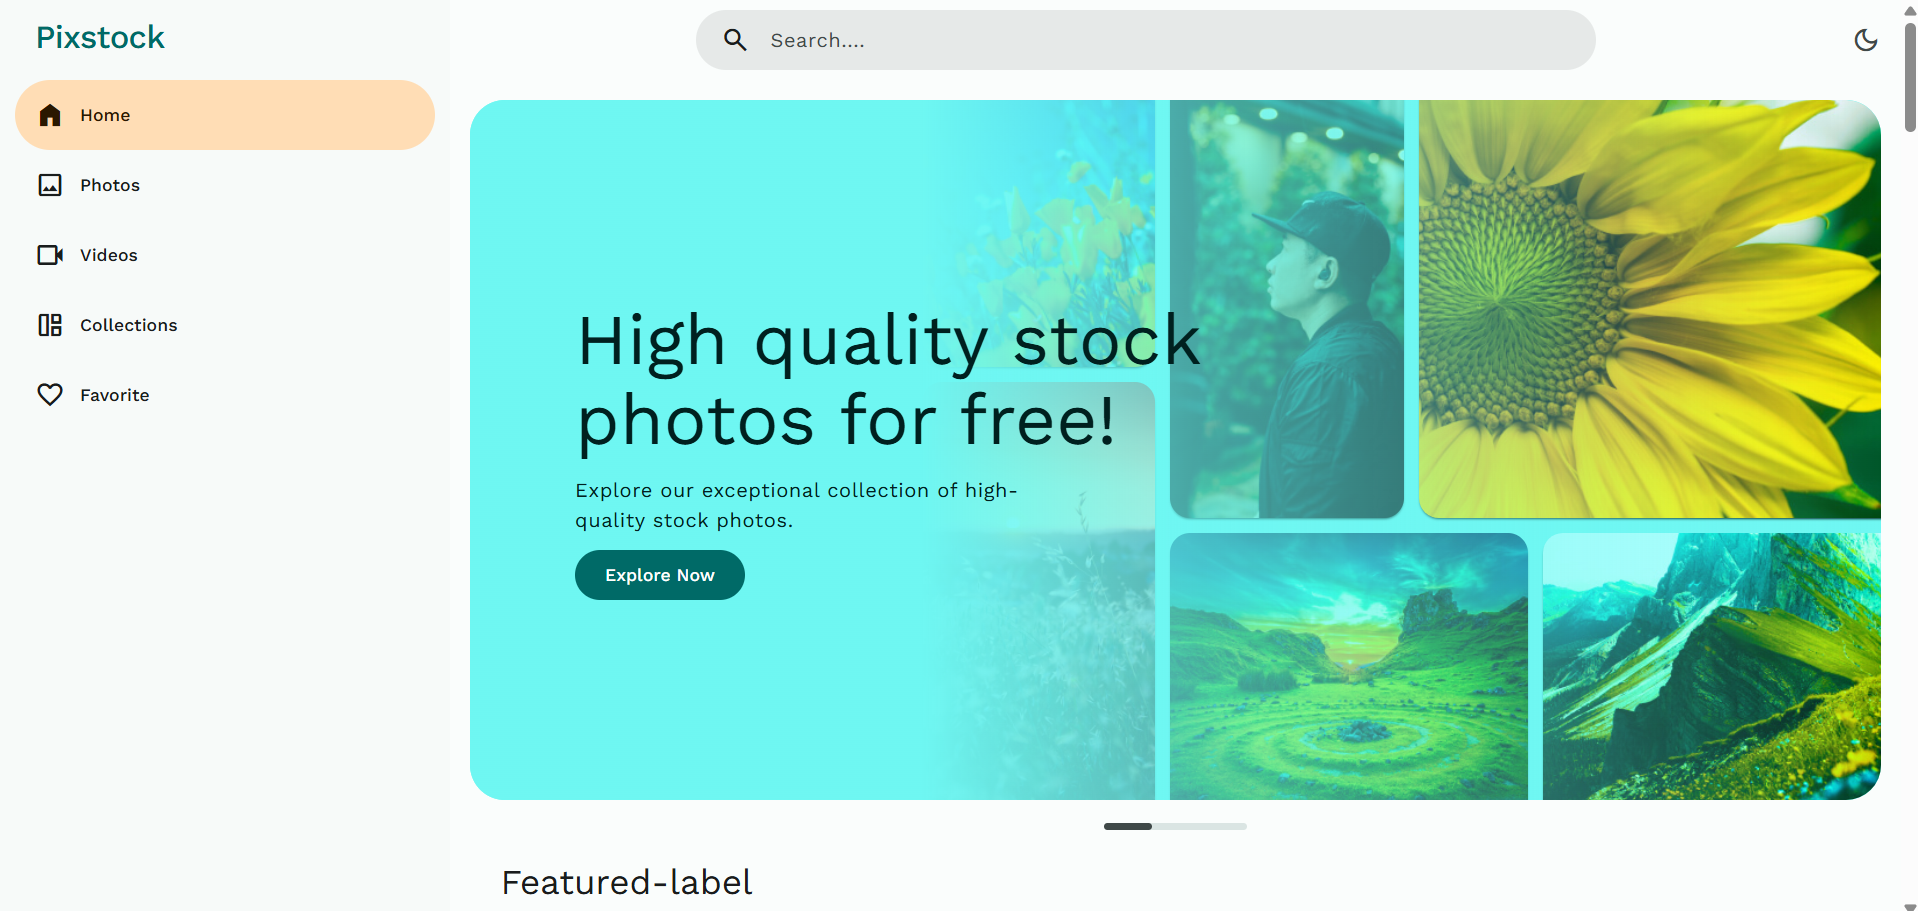 Pixstock
Search....
Home
Photos
Videos
Collections
Favorite
High quality stock
photos for free!
Explore our exceptional collection of high-
quality stock photos.
Explore Now
Featured-label